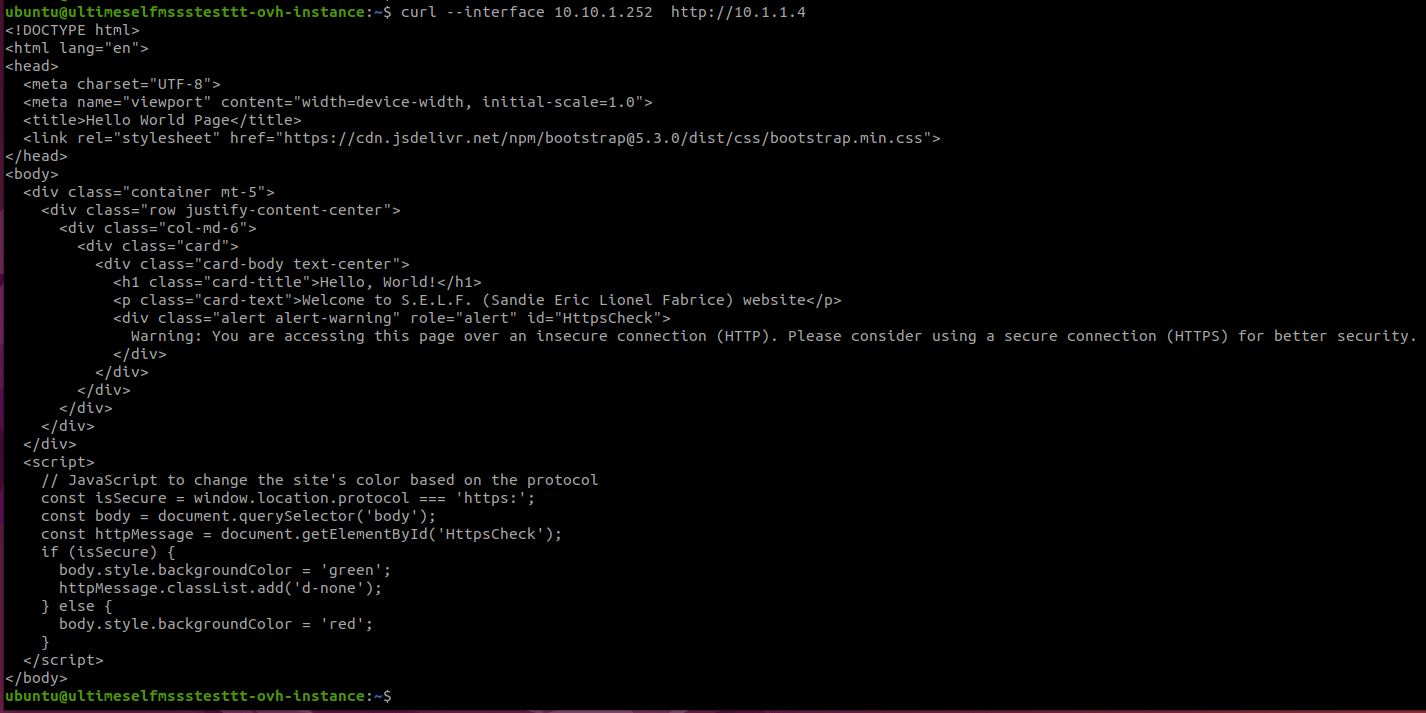 ubuntu@ultimeselfmssstesttt-ovh-instance:~$ curl --interface 10.10.1.252  http://10.1.1.4
<!DOCTYPE html>
<html lang="en">
<head>
  <meta charset="UTF-8">
  <meta name="viewport" content="width=device-width, initial-scale=1.0">
  <title>Hello World Page</title>
  <link rel="stylesheet" href="https://cdn.jsdelivr.net/npm/bootstrap@5.3.0/dist/css/bootstrap.min.css">
</head>
<body>
  <div class="container mt-5">
    <div class="row justify-content-center">
      <div class="col-md-6">
        <div class="card">
          <div class="card-body text-center">
            <h1 class="card-title">Hello, World!</h1>
            <p class="card-text">Welcome to S.E.L.F. (Sandie Eric Lionel Fabrice) website</p>
            <div class="alert alert-warning" role="alert" id="HttpsCheck">
              Warning: You are accessing this page over an insecure connection (HTTP). Please consider using a secure connection (HTTPS) for better security.
            </div>
          </div>
        </div>
      </div>
    </div>
  </div>
  <script>
    // JavaScript to change the site's color based on the protocol
    const isSecure = window.location.protocol === 'https:';
    const body = document.querySelector('body');
    const httpMessage = document.getElementById('HttpsCheck');
    if (isSecure) {
      body.style.backgroundColor = 'green';
      httpMessage.classList.add('d-none');
    } else {
      body.style.backgroundColor = 'red';
    }
  </script>
</body>
ubuntu@ultimeselfmssstesttt-ovh-instance:~$